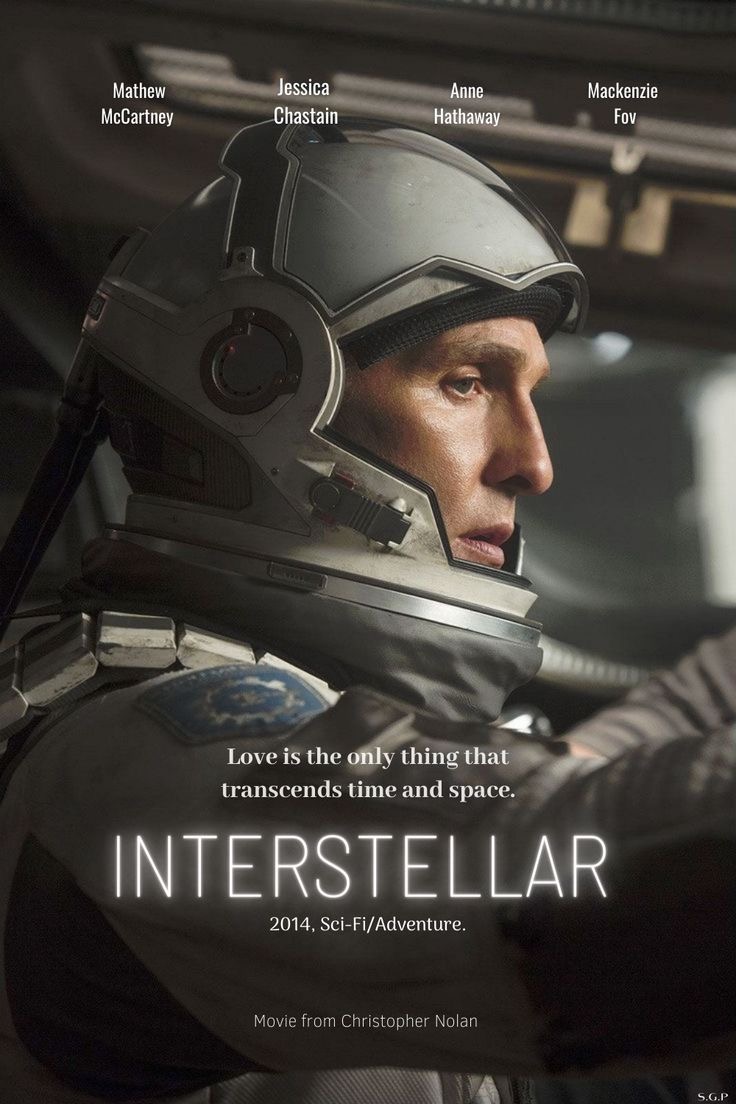 Mathew
McCartney
Jessica
Chastain
Anne
Hathaway
Mackenzie
Fov
Love is the only thing that
transcends time and space.
INTERSTELLAR
2014, Sci-Fi/Adventure.
Movie from Christopher Nolan
S.G.P